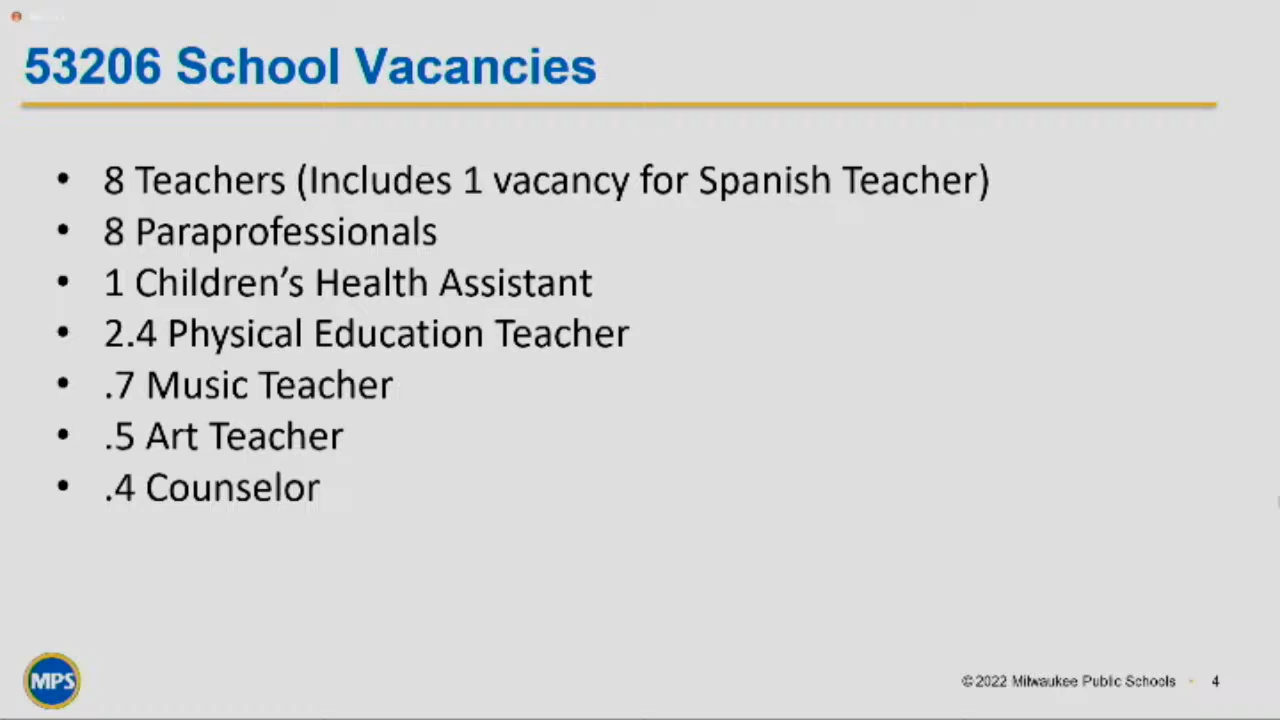 53206 School Vacancies
• 8 Teachers (Includes 1 vacancy for Spanish Teacher)
• 8 Paraprofessionals
• 1 Children’s Health Assistant
• 2.4 Physical Education Teacher
• .7 Music Teacher
• .5 Art Teacher
• .4 Counselor
MPS
© 2022 Milwaukee Public Schools • 4